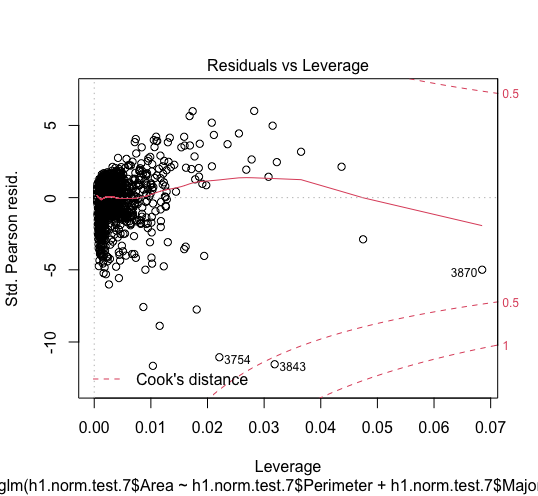 Residuals vs Leverage
Std. Pearson resid.
5
0
-5
-10
0.5
0.5
1
3870
3754
3843
Cook's distance
0.00 0.01 0.02 0.03 0.04 0.05 0.06 0.07
Leverage
glm(h1.norm.test.7$Area ~ h1.norm.test.7$Perimeter + h1.norm.test.7$Major